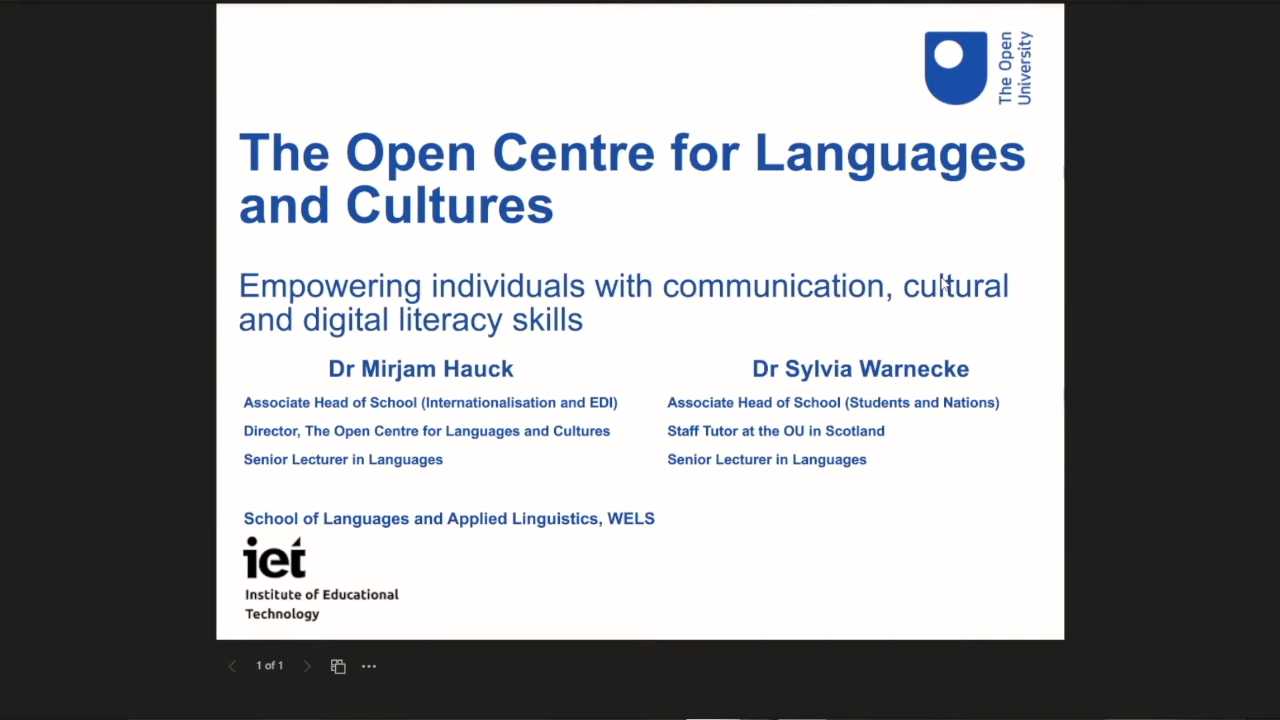 The Open
University
The Open Centre for Languages
and Cultures
Empowering individuals with communication, cultural
and digital literacy skills
Dr Mirjam Hauck
Associate Head of School (Internationalisation and EDI)
Director, The Open Centre for Languages and Cultures
Senior Lecturer in Languages
Dr Sylvia Warnecke
Associate Head of School (Students and Nations)
Staff Tutor at the OU in Scotland
Senior Lecturer in Languages
School of Languages and Applied Linguistics, WELS
iet
Institute of Educational
Technology
1 of 1